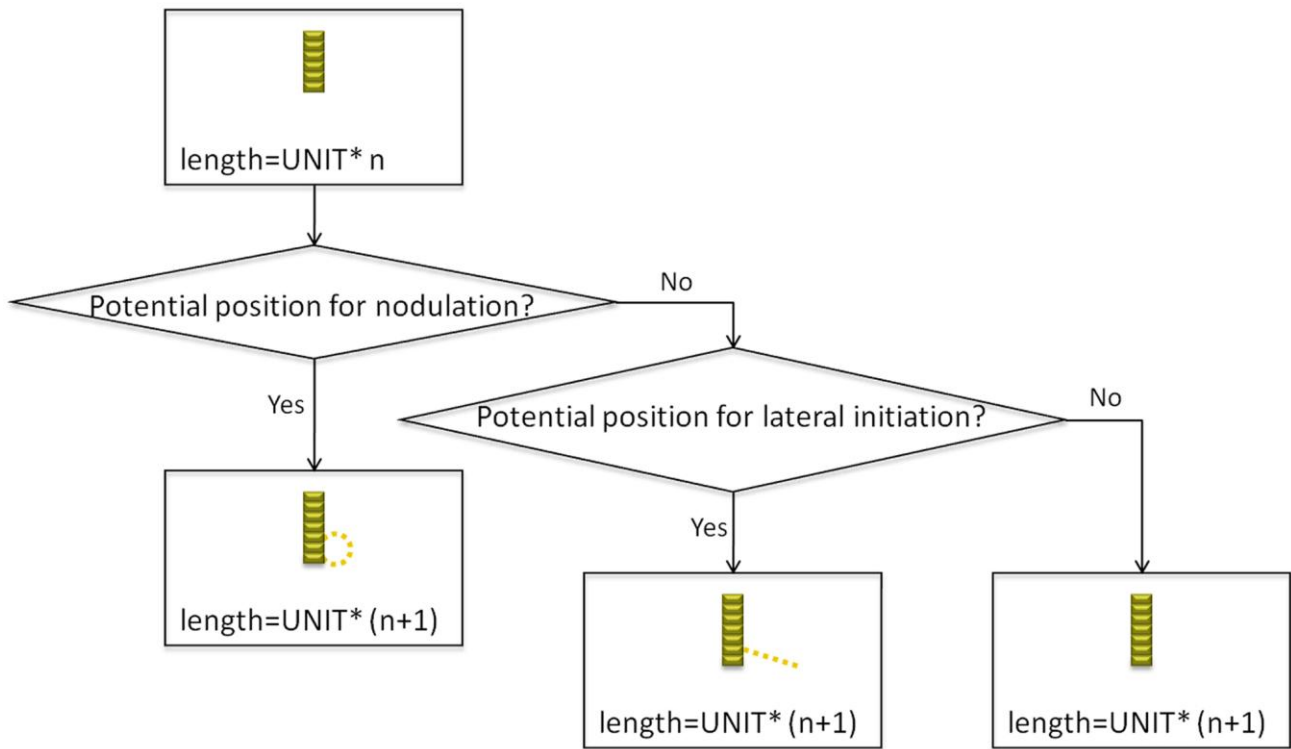 length=UNIT* n
Potential position for nodulation?
No
Yes
Potential position for lateral initiation?
No
Yes
length=UNIT* (n+1)
length=UNIT* (n+1)
length=UNIT* (n+1)